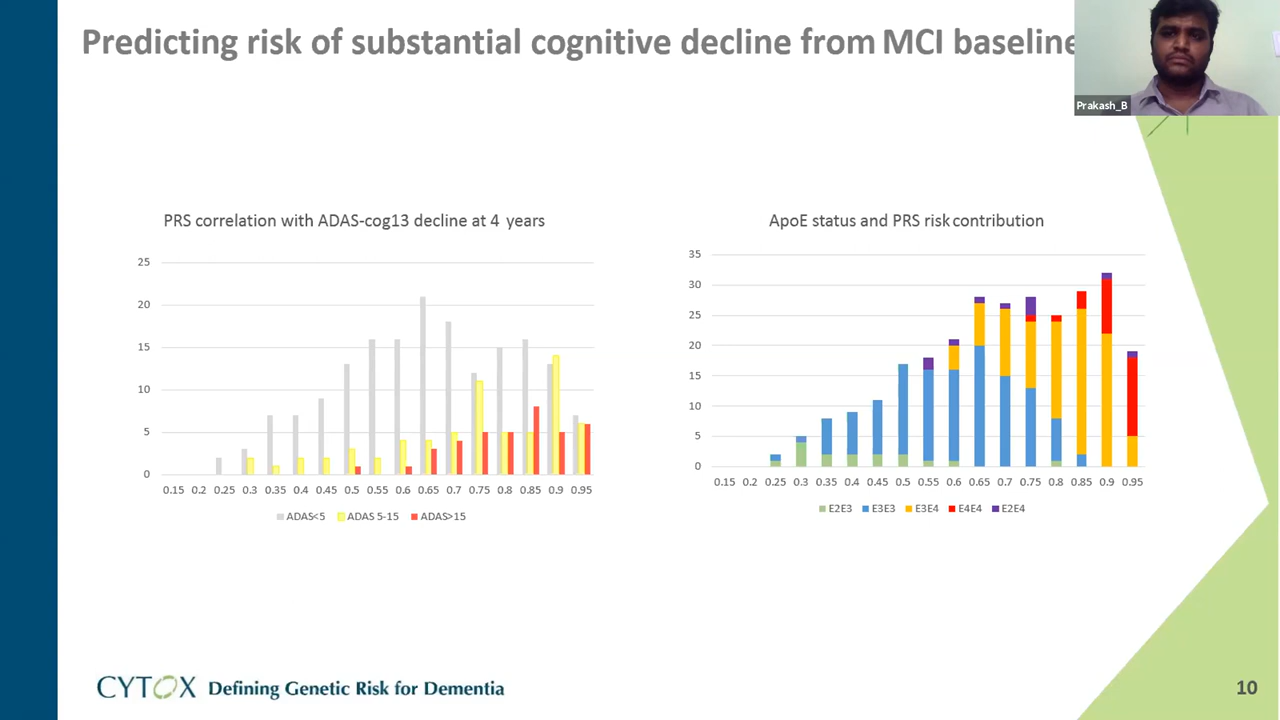 Predicting risk of substantial cognitive decline from MCI baseline
Prakash_B
PRS correlation with ADAS-cog13 decline at 4 years
25
20
15
10
5
0
0.15 0.2 0.25 0.3 0.35 0.4 0.45 0.5 0.55 0.6 0.65 0.7 0.75 0.8 0.85 0.9 0.95
ADAS<5 ADAS 5-15 ADAS>15
ApoE status and PRS risk contribution
35
30
25
20
15
10
5
0
0.15 0.2 0.25 0.3 0.35 0.4 0.45 0.5 0.55 0.6 0.65 0.7 0.75 0.8 0.85 0.9 0.95
E2E3 E3E3 E3E4 E4E4 E2E4
CYTOX Defining Genetic Risk for Dementia
10